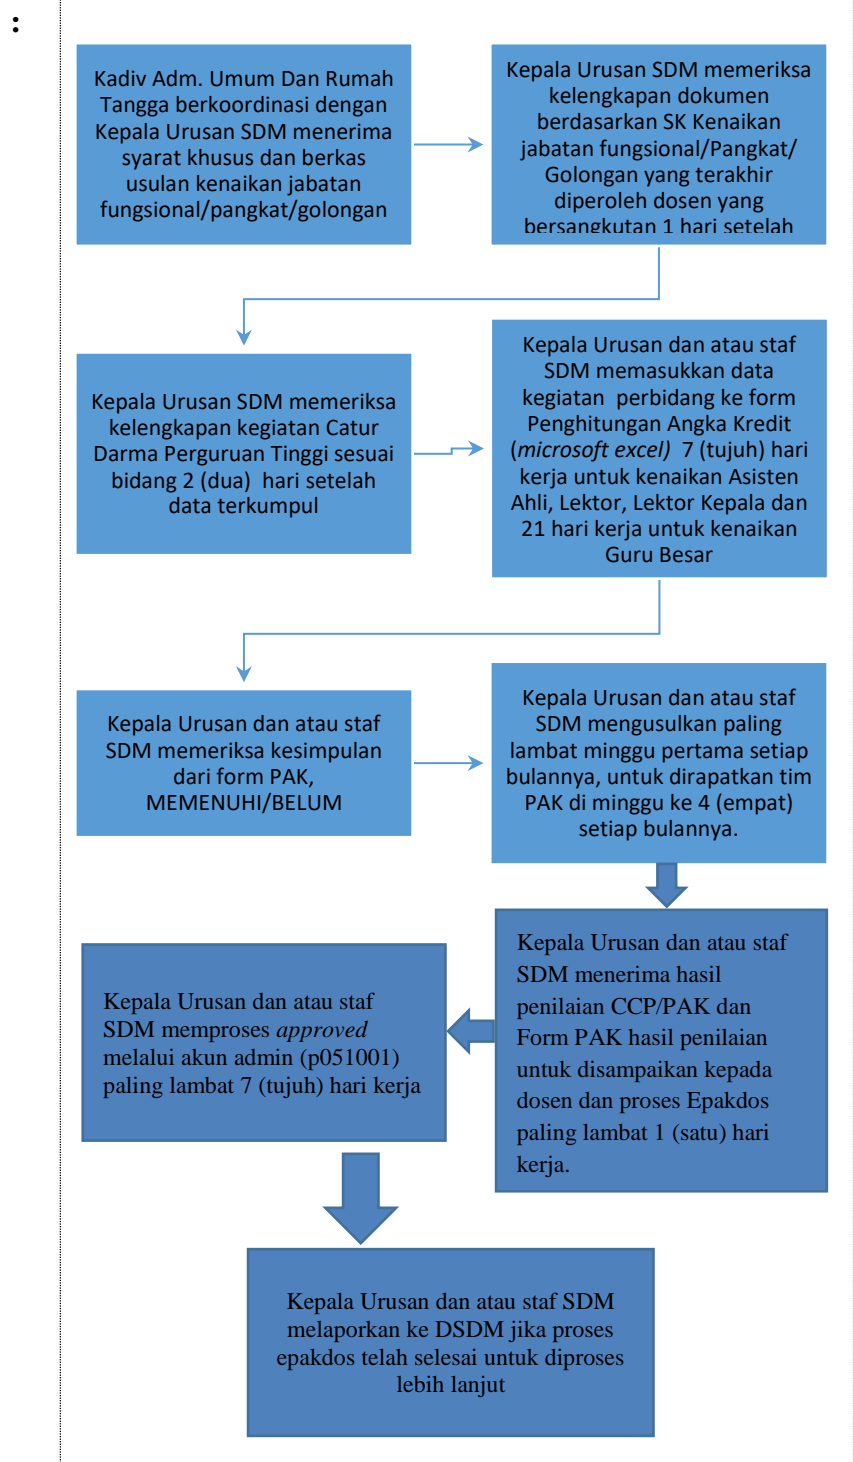 :
Kadiv Adm. Umum Dan Rumah
Tangga berkoordinasi dengan
Kepala Urusan SDM menerima
syarat khusus dan berkas
usulan kenaikan jabatan
fungsional/pangkat/golongan
Kepala Urusan SDM memeriksa
kelengkapan dokumen
berdasarkan SK Kenaikan
jabatan fungsional/Pangkat/
Golongan yang terakhir
diperoleh dosen yang
bersangkutan 1 hari setelah
Kepala Urusan SDM memeriksa
kelengkapan kegiatan Catur
Darma Perguruan Tinggi sesuai
bidang 2 (dua) hari setelah
data terkumpul
Kepala Urusan dan atau staf
SDM memasukkan data
kegiatan perbidang ke form
Penghitungan Angka Kredit
(microsoft excel) 7 (tujuh) hari
kerja untuk kenaikan Asisten
Ahli, Lektor, Lektor Kepala dan
21 hari kerja untuk kenaikan
Guru Besar
Kepala Urusan dan atau staf
SDM memeriksa kesimpulan
dari form PAK,
MEMENUHI/BELUM
Kepala Urusan dan atau staf
SDM mengusulkan paling
lambat minggu pertama setiap
bulannya, untuk dirapatkan tim
PAK di minggu ke 4 (empat)
setiap bulannya.
Kepala Urusan dan atau staf
SDM menerima hasil
penilaian CCP/PAK dan
Form PAK hasil penilaian
untuk disampaikan kepada
dosen dan proses Epakdos
paling lambat 1 (satu) hari
kerja.
Kepala Urusan dan atau staf
SDM memproses approved
melalui akun admin (p051001)
paling lambat 7 (tujuh) hari kerja
Kepala Urusan dan atau staf SDM
melaporkan ke DSDM jika proses
epakdos telah selesai untuk diproses
lebih lanjut